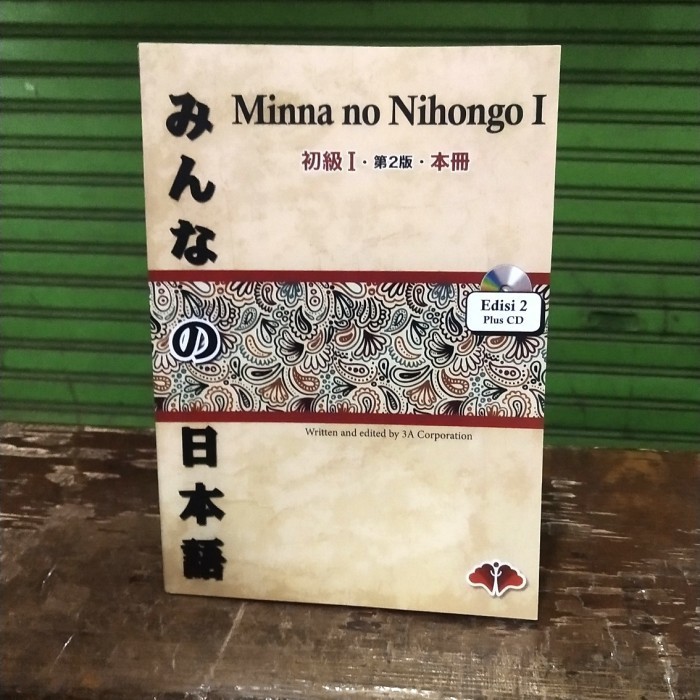 みんなの日本語
Minna no Nihongo I
初級I・第2版・本冊
Edisi 2
Plus CD
Written and edited by 3A Corporation